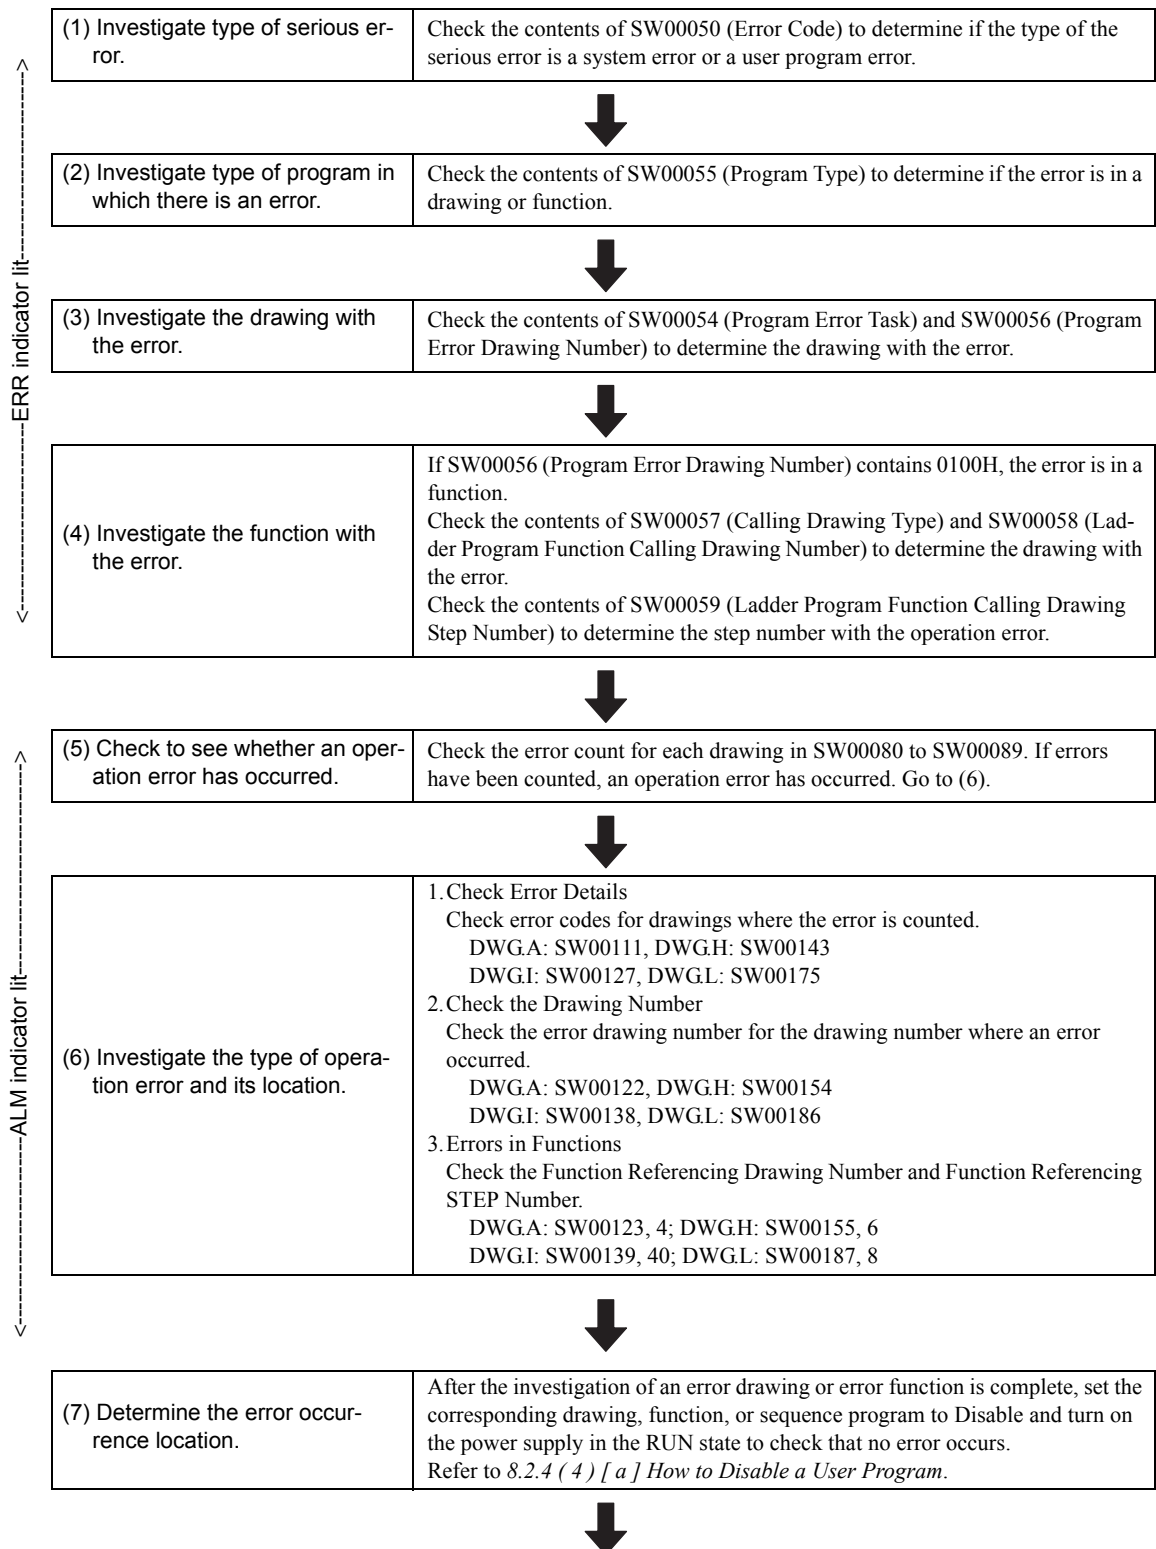 (1) Investigate type of serious er-
ror.
Check the contents of SW00050 (Error Code) to determine if the type of the
serious error is a system error or a user program error.
(2) Investigate type of program in
which there is an error.
Check the contents of SW00055 (Program Type) to determine if the error is in a
drawing or function.
(3) Investigate the drawing with
the error.
Check the contents of SW00054 (Program Error Task) and SW00056 (Program
Error Drawing Number) to determine the drawing with the error.
<-------------------------ERR indicator lit------------------------->
(4) Investigate the function with
the error.
If SW00056 (Program Error Drawing Number) contains 0100H, the error is in a
function.
Check the contents of SW00057 (Calling Drawing Type) and SW00058 (Lad-
der Program Function Calling Drawing Number) to determine the drawing with
the error.
Check the contents of SW00059 (Ladder Program Function Calling Drawing
Step Number) to determine the step number with the operation error.
(5) Check to see whether an oper-
ation error has occurred.
Check the error count for each drawing in SW00080 to SW00089. If errors
have been counted, an operation error has occurred. Go to (6).
<-------------------------ALM indicator lit------------------------->
(6) Investigate the type of opera-
tion error and its location.
1. Check Error Details
Check error codes for drawings where the error is counted.
DWG.A: SW00111, DWG.H: SW00143
DWG.I: SW00127, DWG.L: SW00175
2. Check the Drawing Number
Check the error drawing number for the drawing number where an error
occurred.
DWG.A: SW00122, DWG.H: SW00154
DWG.I: SW00138, DWG.L: SW00186
3. Errors in Functions
Check the Function Referencing Drawing Number and Function Referencing
STEP Number.
DWG.A: SW00123, 4; DWG.H: SW00155, 6
DWG.I: SW00139, 40; DWG.L: SW00187, 8
(7) Determine the error occur-
rence location.
After the investigation of an error drawing or error function is complete, set the
corresponding drawing, function, or sequence program to Disable and turn on
the power supply in the RUN state to check that no error occurs.
Refer to 8.2.4 ( 4 ) [ a ] How to Disable a User Program.